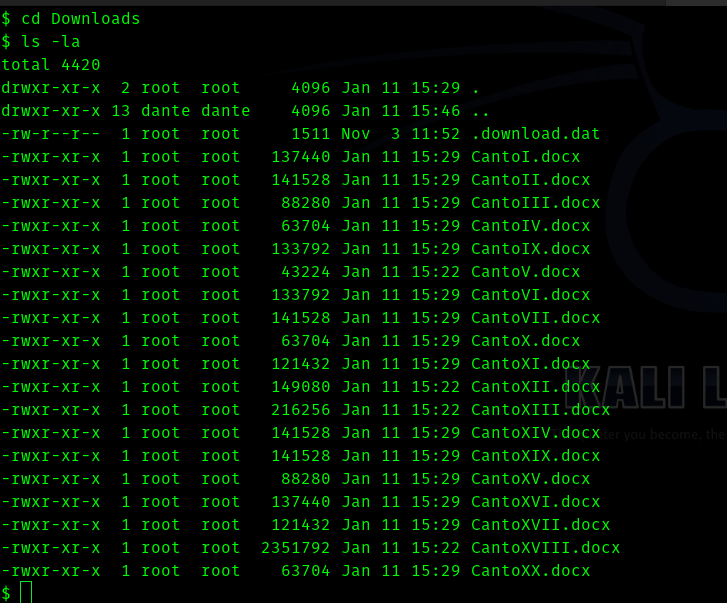 $ cd Downloads
$ ls -la
total 4420
drwxr-xr-x  2 root  root     4096 Jan 11 15:29 .
drwxr-xr-x 13 dante dante    4096 Jan 11 15:46 ..
-rw-r--r--  1 root  root     1511 Nov  3 11:52 .download.dat
-rwxr-xr-x  1 root  root   137440 Jan 11 15:29 CantoI.docx
-rwxr-xr-x  1 root  root   141528 Jan 11 15:29 CantoII.docx
-rwxr-xr-x  1 root  root    88280 Jan 11 15:29 CantoIII.docx
-rwxr-xr-x  1 root  root    63704 Jan 11 15:29 CantoIV.docx
-rwxr-xr-x  1 root  root   133792 Jan 11 15:29 CantoIX.docx
-rwxr-xr-x  1 root  root    43224 Jan 11 15:22 CantoV.docx
-rwxr-xr-x  1 root  root   133792 Jan 11 15:29 CantoVI.docx
-rwxr-xr-x  1 root  root   141528 Jan 11 15:29 CantoVII.docx
-rwxr-xr-x  1 root  root    63704 Jan 11 15:29 CantoX.docx
-rwxr-xr-x  1 root  root   121432 Jan 11 15:29 CantoXI.docx
-rwxr-xr-x  1 root  root   149080 Jan 11 15:22 CantoXII.docx
-rwxr-xr-x  1 root  root   216256 Jan 11 15:22 CantoXIII.docx
-rwxr-xr-x  1 root  root   141528 Jan 11 15:29 CantoXIV.docx
-rwxr-xr-x  1 root  root   141528 Jan 11 15:29 CantoXIX.docx
-rwxr-xr-x  1 root  root    88280 Jan 11 15:29 CantoXV.docx
-rwxr-xr-x  1 root  root   137440 Jan 11 15:29 CantoXVI.docx
-rwxr-xr-x  1 root  root   121432 Jan 11 15:29 CantoXVII.docx
-rwxr-xr-x  1 root  root  2351792 Jan 11 15:22 CantoXVIII.docx
-rwxr-xr-x  1 root  root    63704 Jan 11 15:29 CantoXX.docx
$
KALI L
you become, the